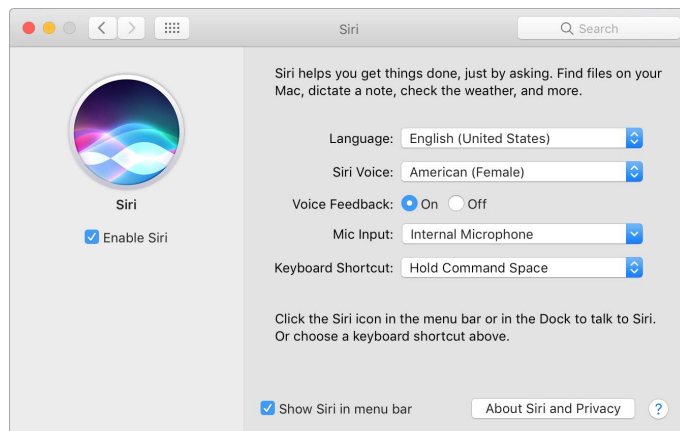 Siri
Search
Siri helps you get things done, just by asking. Find files on your
Mac, dictate a note, check the weather, and more.
Language: English (United States)
Siri Voice: American (Female)
Siri
Voice Feedback: On Off
Enable Siri
Mic Input: Internal Microphone
Keyboard Shortcut: Hold Command Space
Click the Siri icon in the menu bar or in the Dock to talk to Siri.
Or choose a keyboard shortcut above.
Show Siri in menu bar
About Siri and Privacy
?